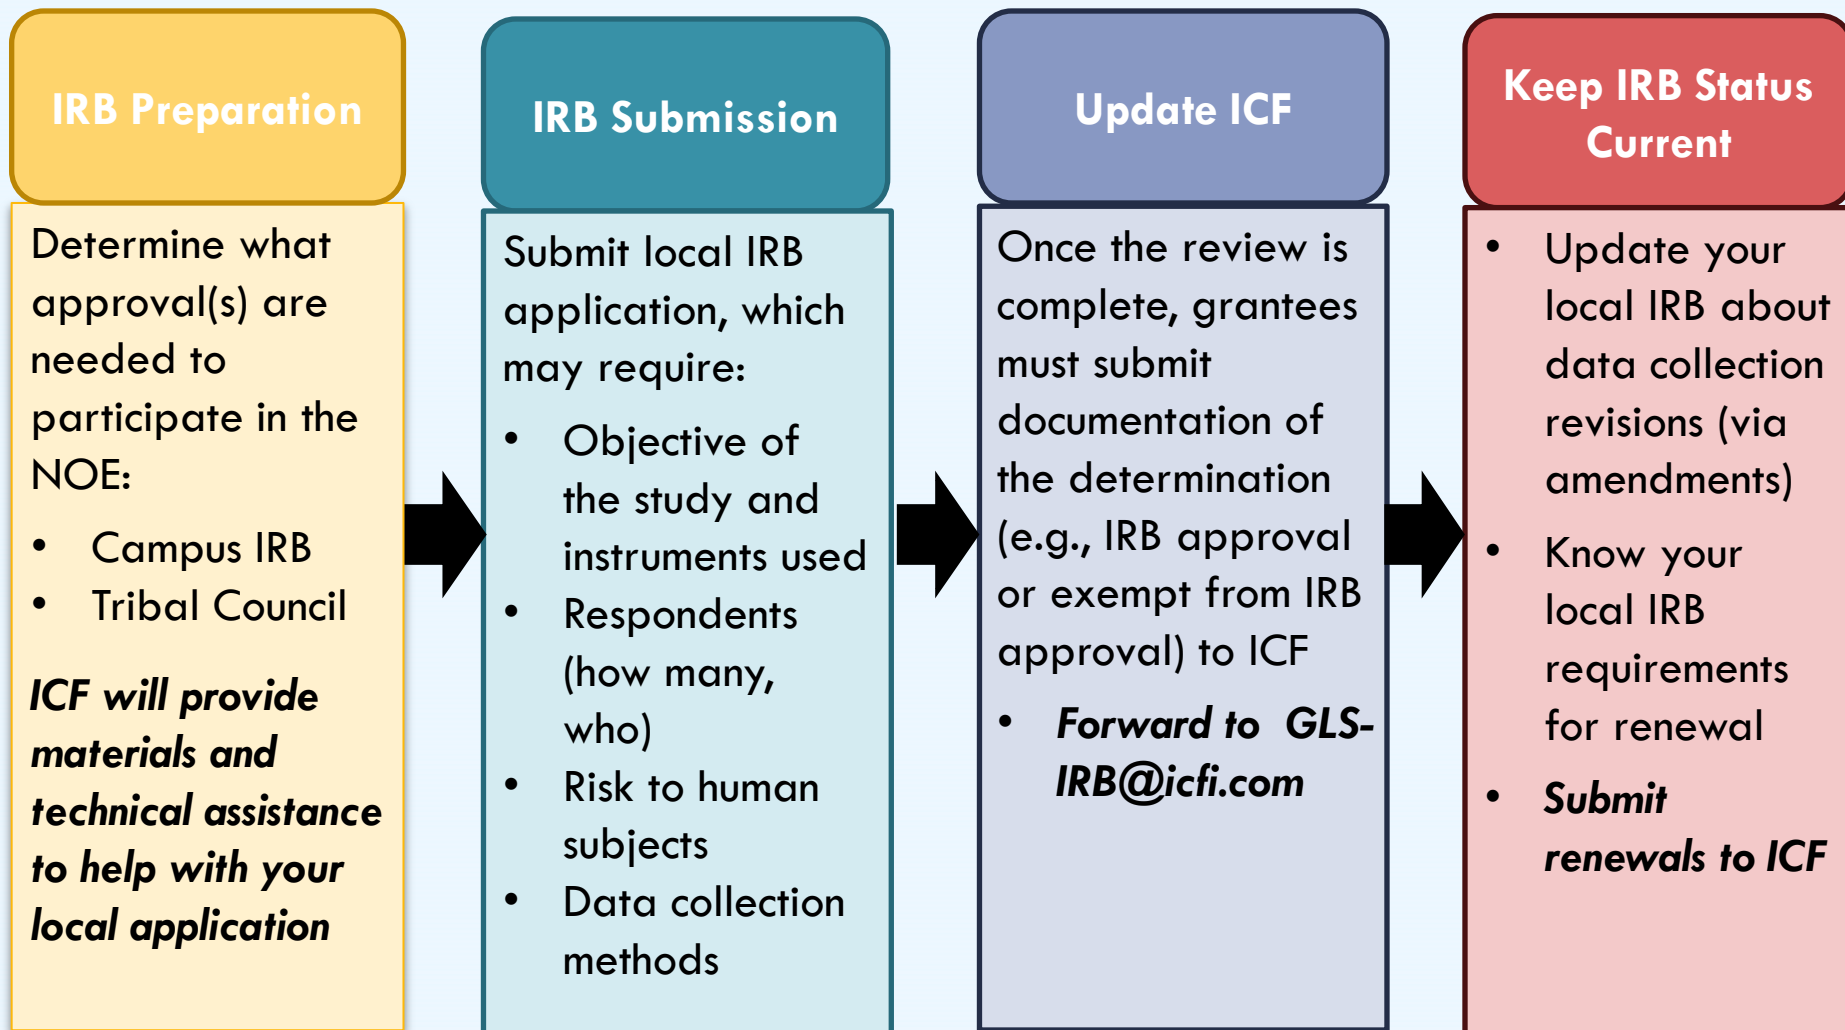 IRB Preparation
Determine what
approval(s) are
needed to
participate in the
NOE:
• Campus IRB
• Tribal Council
ICF will provide
materials and
technical assistance
to help with your
local application
IRB Submission
Submit local IRB
application, which
may require:
• Objective of
the study and
instruments used
• Respondents
(how many,
who)
• Risk to human
subjects
• Data collection
methods
Update ICF
Once the review is
complete, grantees
must submit
documentation of
the determination
(e.g., IRB approval
or exempt from IRB
approval) to ICF
• Forward to GLS-
IRB@icfi.com
Keep IRB Status
Current
• Update your
local IRB about
data collection
revisions (via
amendments)
• Know your
local IRB
requirements
for renewal
• Submit
renewals to ICF